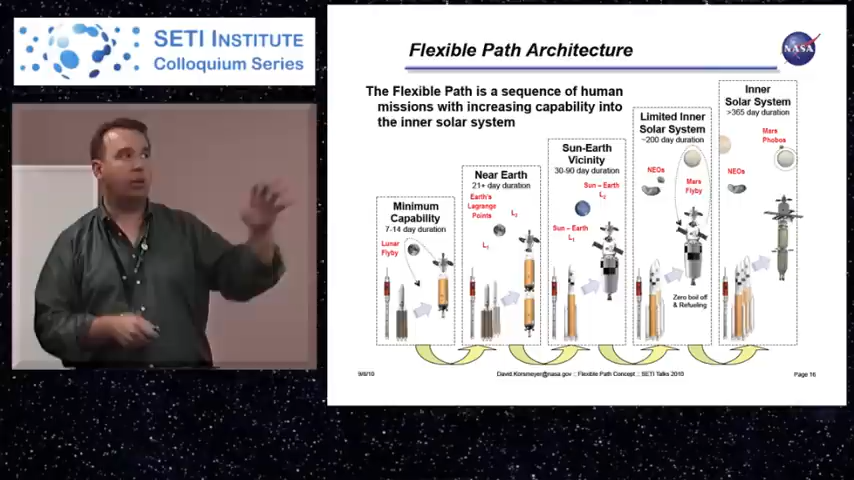 SETI INSTITUTE
Colloquium Series
Flexible Path Architecture
NASA
The Flexible Path is a sequence of human
missions with increasing capability into
the inner solar system
Minimum
Capability
7-14 day duration
Lunar
Flyby
Near Earth
21+ day duration
Earth's
Lagrange
Points
L2
L1
Sun-Earth
Vicinity
30-90 day duration
Sun – Earth
L2
Sun – Earth
L1
Limited Inner
Solar System
~200 day duration
NEOs
Mars
Flyby
Zero boil off
& Refueling
Inner
Solar System
>365 day duration
Mars
Phobos
NEOs
9/8/10
David.Korsmeyer@nasa.gov :: Flexible Path Concept :: SETI Talks 2010
Page 16